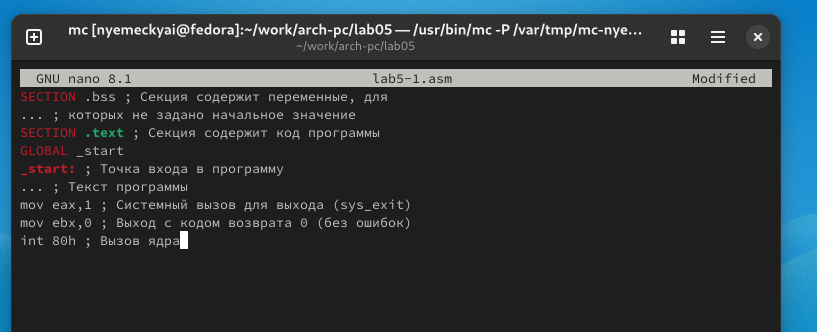 mc [nyemeckyai@fedora]:~/work/arch-pc/lab05 — /usr/bin/mc -P /var/tmp/mc-nye…
~/work/arch-pc/lab05
GNU nano 8.1 lab5-1.asm Modified
SECTION .bss ; Секция содержит переменные, для
... ; которых не задано начальное значение
SECTION .text ; Секция содержит код программы
GLOBAL _start
_start: ; Точка входа в программу
... ; Текст программы
mov eax,1 ; Системный вызов для выхода (sys_exit)
mov ebx,0 ; Выход с кодом возврата 0 (без ошибок)
int 80h ; Вызов ядра